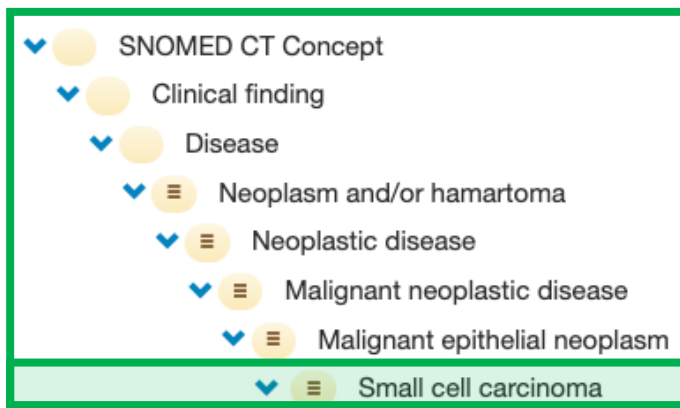 SNOMED CT Concept
Clinical finding
Disease
Neoplasm and/or hamartoma
Neoplastic disease
Malignant neoplastic disease
Malignant epithelial neoplasm
Small cell carcinoma